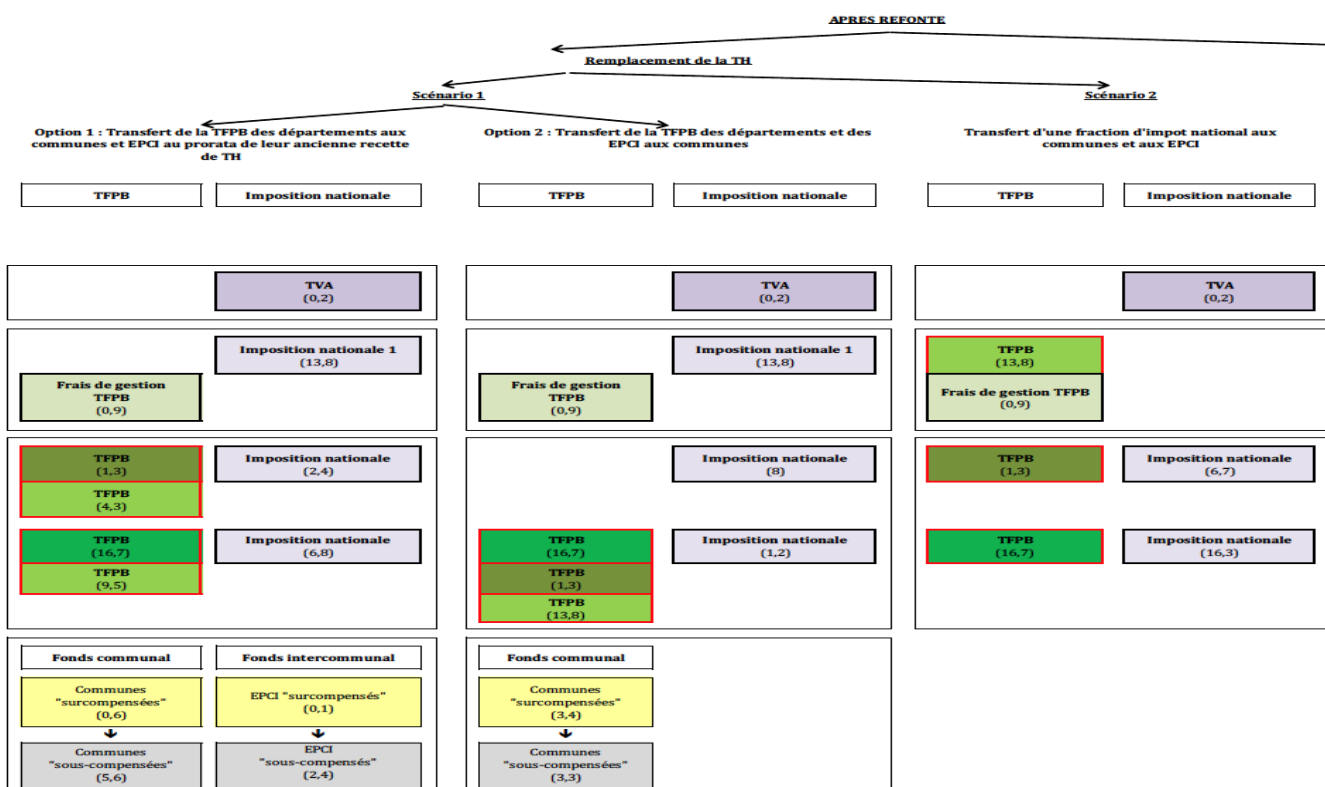 APRES REFONTE
Remplacement de la TH
Scénario 1
Scénario 2
Option 1 : Transfert de la TFPB des départements aux
communes et EPCI au prorata de leur ancienne recette
de TH
Option 2 : Transfert de la TFPB des départements et des
EPCI aux communes
Transfert d'une fraction d'impot national aux
communes et aux EPCI
TFPB
Imposition nationale
TFPB
Imposition nationale
TFPB
Imposition nationale
TVA
(0,2)
TVA
(0,2)
TVA
(0,2)
Imposition nationale 1
(13,8)
Frais de gestion
TFPB
(0,9)
Imposition nationale 1
(13,8)
Frais de gestion
TFPB
(0,9)
TFPB
(13,8)
Frais de gestion TFPB
(0,9)
TFPB
(1,3)
Imposition nationale
(2,4)
TFPB
(4,3)
TFPB
(16,7)
Imposition nationale
(6,8)
TFPB
(9,5)
Imposition nationale
(8)
TFPB
(16,7)
Imposition nationale
(1,2)
TFPB
(1,3)
TFPB
(13,8)
TFPB
(1,3)
Imposition nationale
(6,7)
TFPB
(16,7)
Imposition nationale
(16,3)
Fonds communal
Fonds intercommunal
Communes
"surcompensées"
(0,6)
EPCI "surcompensés"
(0,1)
Communes
"sous-compensées"
(5,6)
EPCI
"sous-compensés"
(2,4)
Fonds communal
Communes
"surcompensées"
(3,4)
Communes
"sous-compensées"
(3,3)